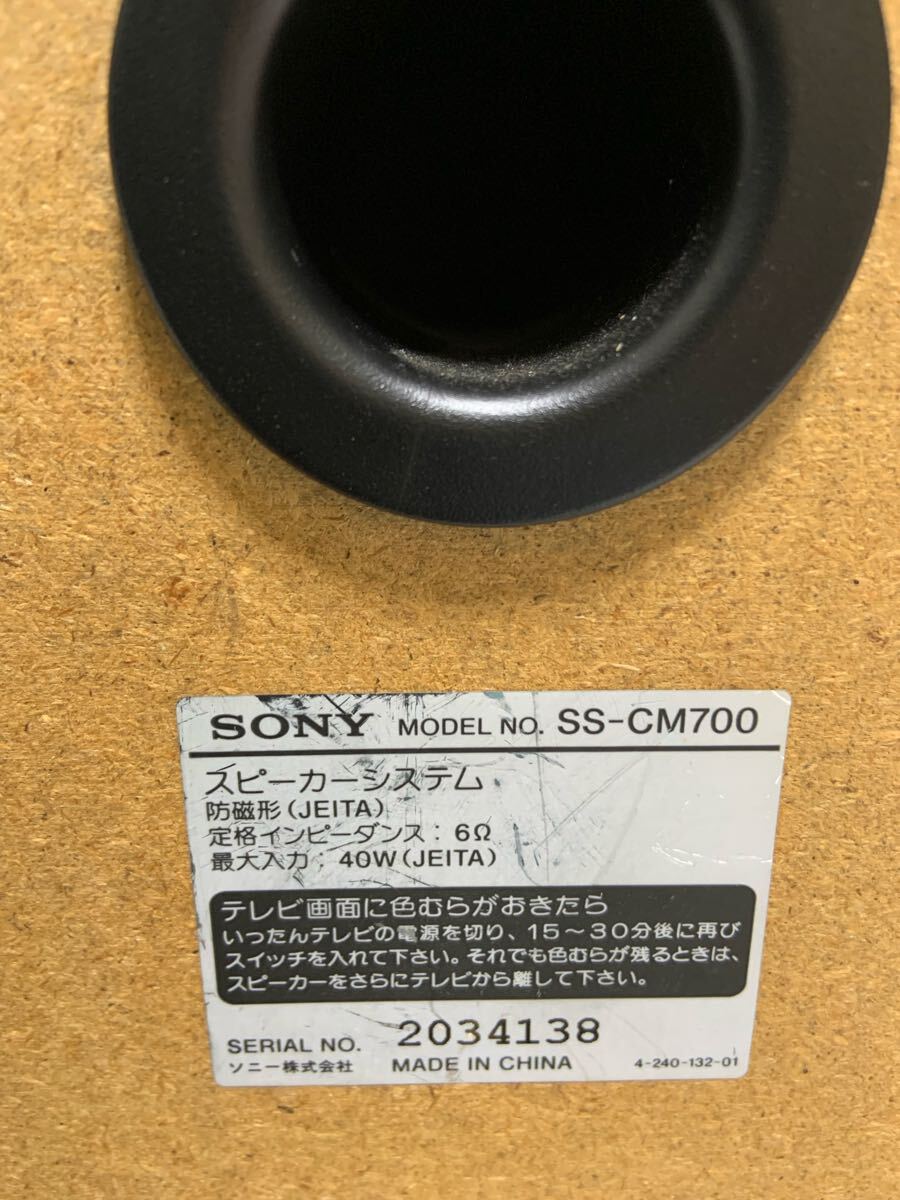 SONY MODEL NO. SS-CM700
スピーカーシステム
防磁形(JEITA)
定格インピーダンス：6Ω
最大入力：40W(JEITA)
テレビ画面に色むらがおきたら
いったんテレビの電源を切り、15～30分後に再び
スイッチを入れて下さい。それでも色むらが残るときは、
スピーカーをさらにテレビから離して下さい。
SERIAL NO. 2034138
ソニー株式会社 MADE IN CHINA 4-240-132-01